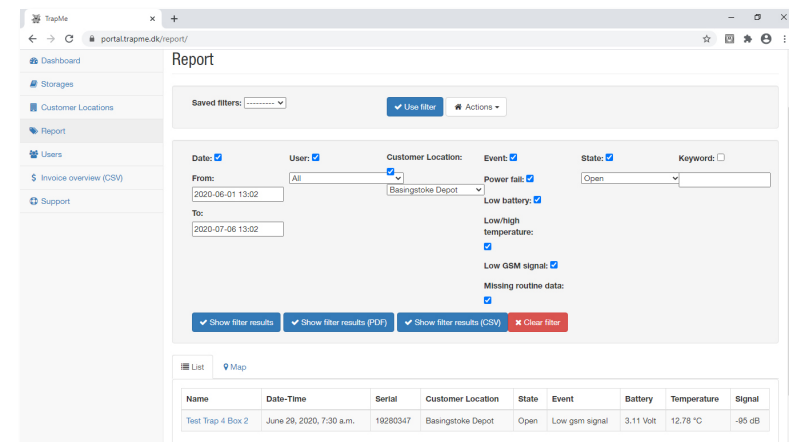 TrapMe
portal.trapme.dk/report/
Dashboard
Storages
Customer Locations
Report
Users
Invoice overview (CSV)
Support
Report
Saved filters: ---------
Use filter
Actions
Date: User: Customer Location: Event: State: Keyword:
From: All Power fail: Open
2020-06-01 13:02 Basingstoke Depot Low battery:
To: Low/high
2020-07-06 13:02 temperature:
Low GSM signal:
Missing routine data:
Show filter results Show filter results (PDF) Show filter results (CSV) Clear filter
List Map
Name Date-Time Serial Customer Location State Event Battery Temperature Signal
Test Trap 4 Box 2 June 29, 2020, 7:30 a.m. 19280347 Basingstoke Depot Open Low gsm signal 3.11 Volt 12.78 °C -95 dB